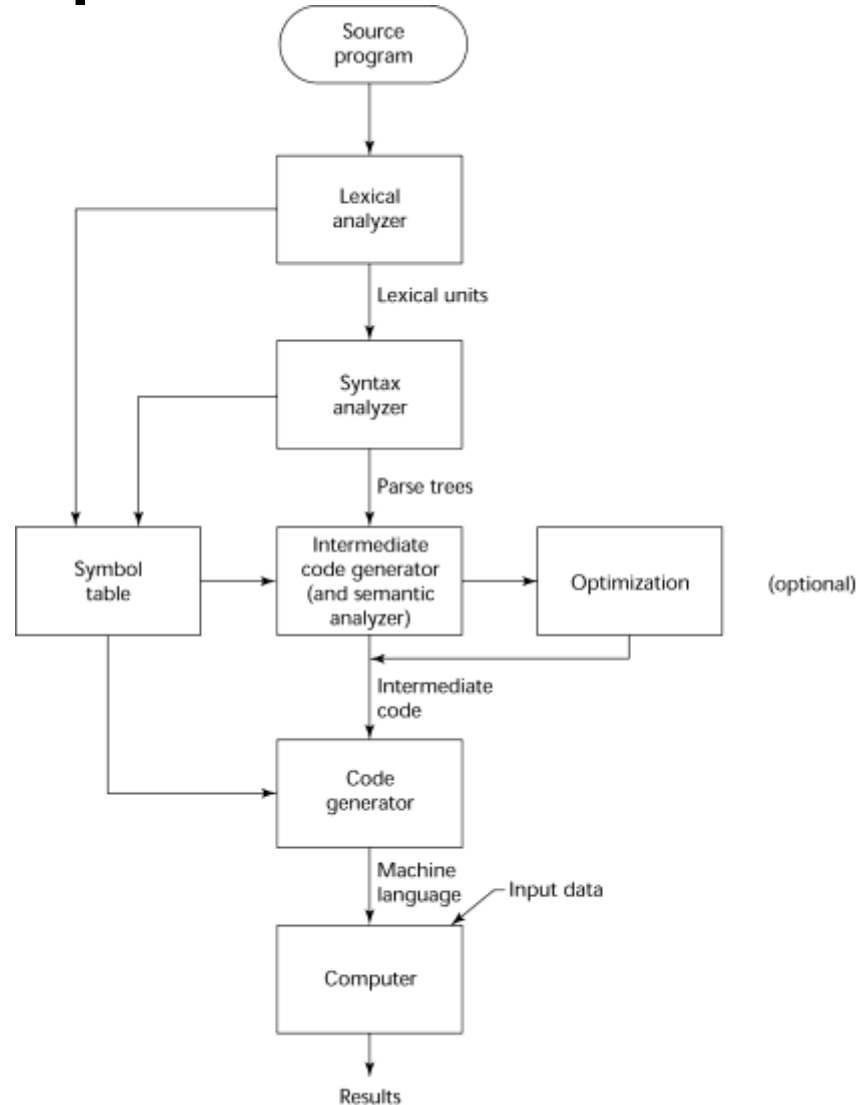 Source
program
Lexical
analyzer
Lexical units
Syntax
analyzer
Parse trees
Symbol
table
Intermediate
code generator
(and semantic
analyzer)
Optimization
(optional)
Intermediate
code
Code
generator
Machine
language
Input data
Computer
Results